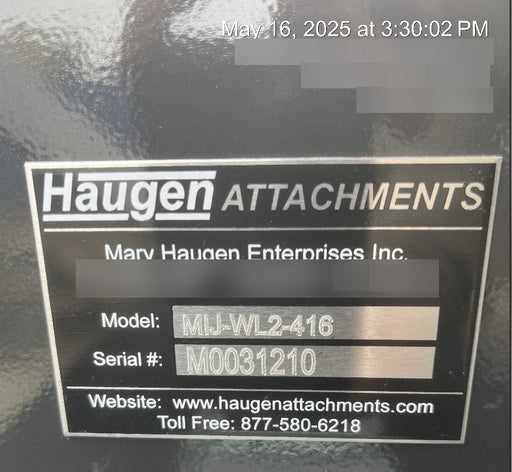 May 16, 2025 at 3:30:02 PM
Haugen ATTACHMENTS
Mary Haugen Enterprises Inc.
Model: MIJ-WL2-416
Serial #: M0031210
Website: www.haugenattachments.com
Toll Free: 877-580-6218